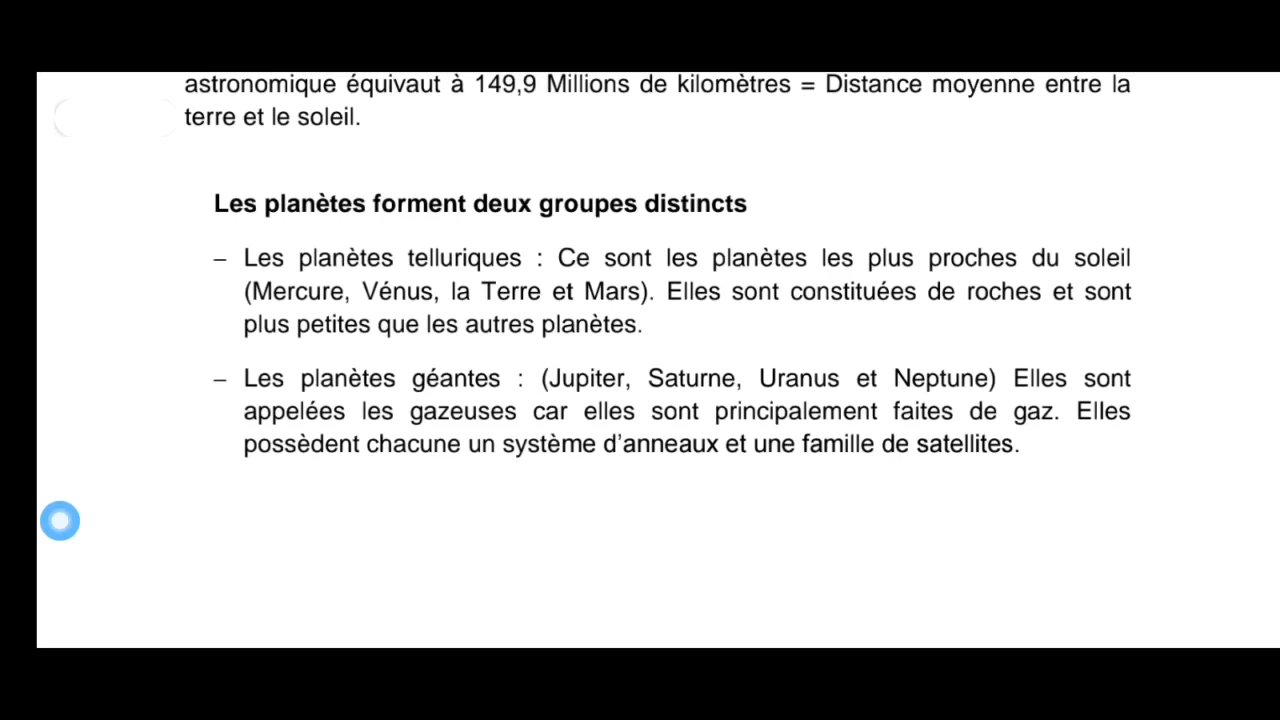 astronomique équivaut à 149,9 Millions de kilomètres = Distance moyenne entre la
terre et le soleil.
Les planètes forment deux groupes distincts
– Les planètes telluriques : Ce sont les planètes les plus proches du soleil
(Mercure, Vénus, la Terre et Mars). Elles sont constituées de roches et sont
plus petites que les autres planètes.
– Les planètes géantes : (Jupiter, Saturne, Uranus et Neptune) Elles sont
appelées les gazeuses car elles sont principalement faites de gaz. Elles
possèdent chacune un système d’anneaux et une famille de satellites.